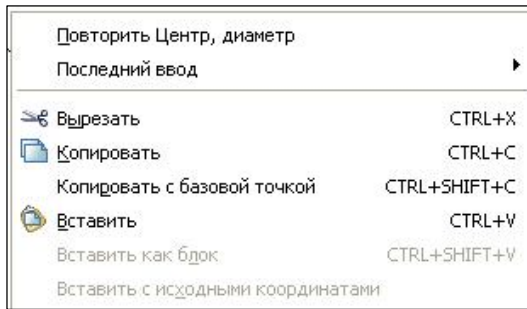 Повторить Центр, диаметр
Последний ввод
Вырезать CTRL+X
Копировать CTRL+C
Копировать с базовой точкой CTRL+SHIFT+C
Вставить CTRL+V
Вставить как блок CTRL+SHIFT+V
Вставить с исходными координатами